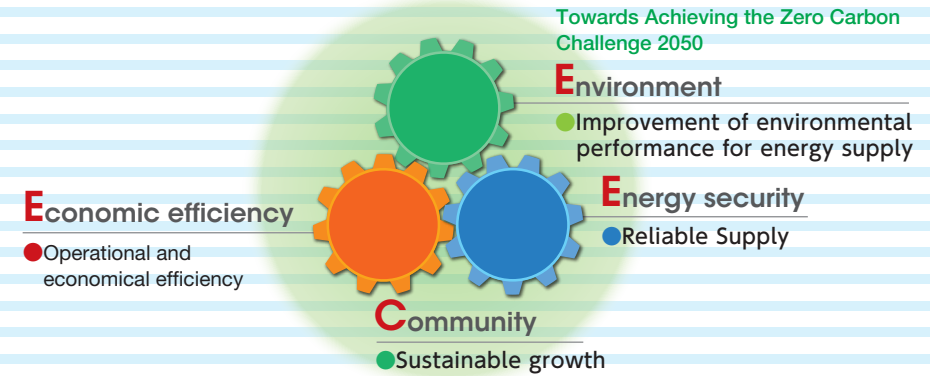 Towards Achieving the Zero Carbon
Challenge 2050
Environment
●Improvement of environmental
performance for energy supply
Energy security
●Reliable Supply
Economic efficiency
●Operational and
economical efficiency
Community
●Sustainable growth